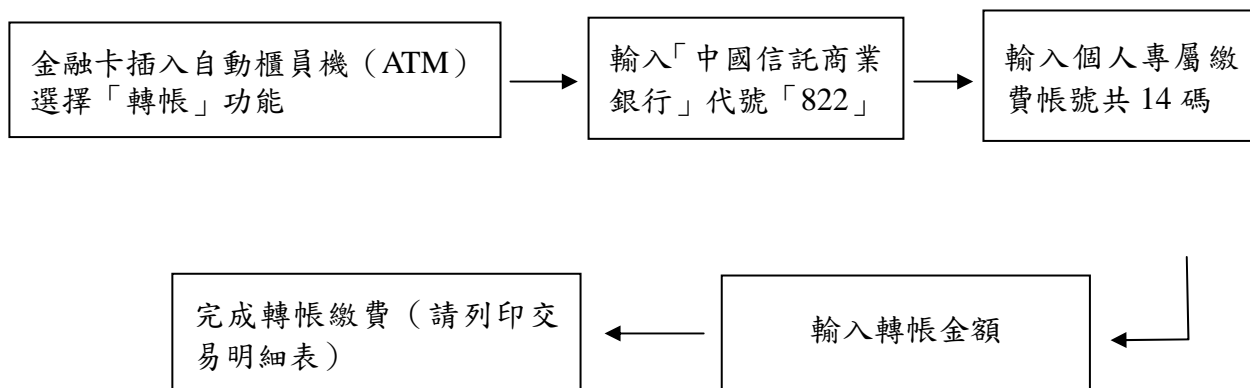 金融卡插入自動櫃員機（ATM）
選擇「轉帳」功能
輸入「中國信託商業
銀行」代號「822」
輸入個人專屬繳
費帳號共 14 碼
輸入轉帳金額
完成轉帳繳費（請列印交
易明細表）